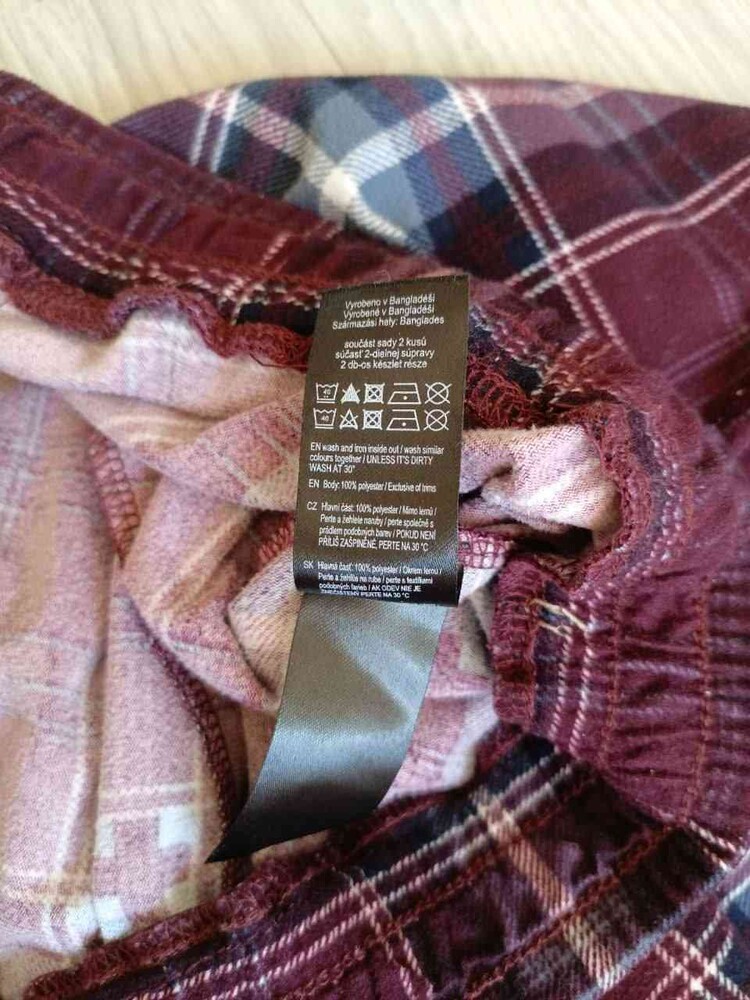 Vyrobeno v Bangladéši
Vyrobené v Bangladéši
Származási hely: Banglades
součást sady 2 kusů
súčasť 2-dielnej súpravy
2 db-os készlet része
40
40
EN wash and iron inside out / wash similar
colours together / UNLESS IT'S DIRTY
WASH AT 30°
EN Body: 100% polyester / Exclusive of trims
CZ Hlavní část: 100% polyester / Mimo lemů /
Perte a žehlete naruby / perte společně s
prádlem podobných barev / POKUD NENÍ
PŘÍLIŠ ZAŠPINĚNÉ, PERTE NA 30 °C
SK Hlavná časť: 100% polyester / Okrem lemu /
Perte a žehlite na rube / perte s textilami
podobných farieb / AK ODEV NIE JE
ZNEČISTENÝ PERTE NA 30 °C